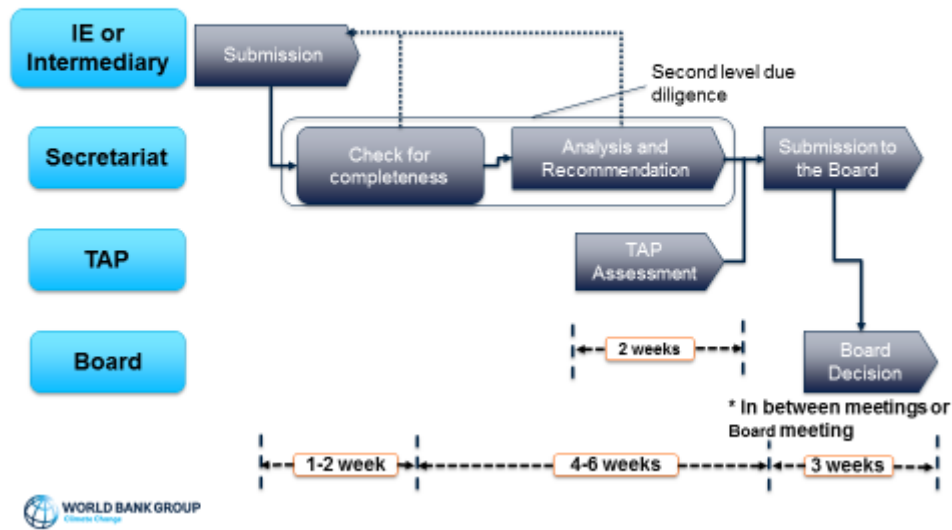 IE or
Intermediary
Submission
Second level due
diligence
Secretariat
Check for
completeness
Analysis and
Recommendation
Submission to
the Board
TAP
TAP
Assessment
2 weeks
Board
Board
Decision
* In between meetings or
Board meeting
1-2 week
4-6 weeks
3 weeks
WORLD BANK GROUP
Climate Change